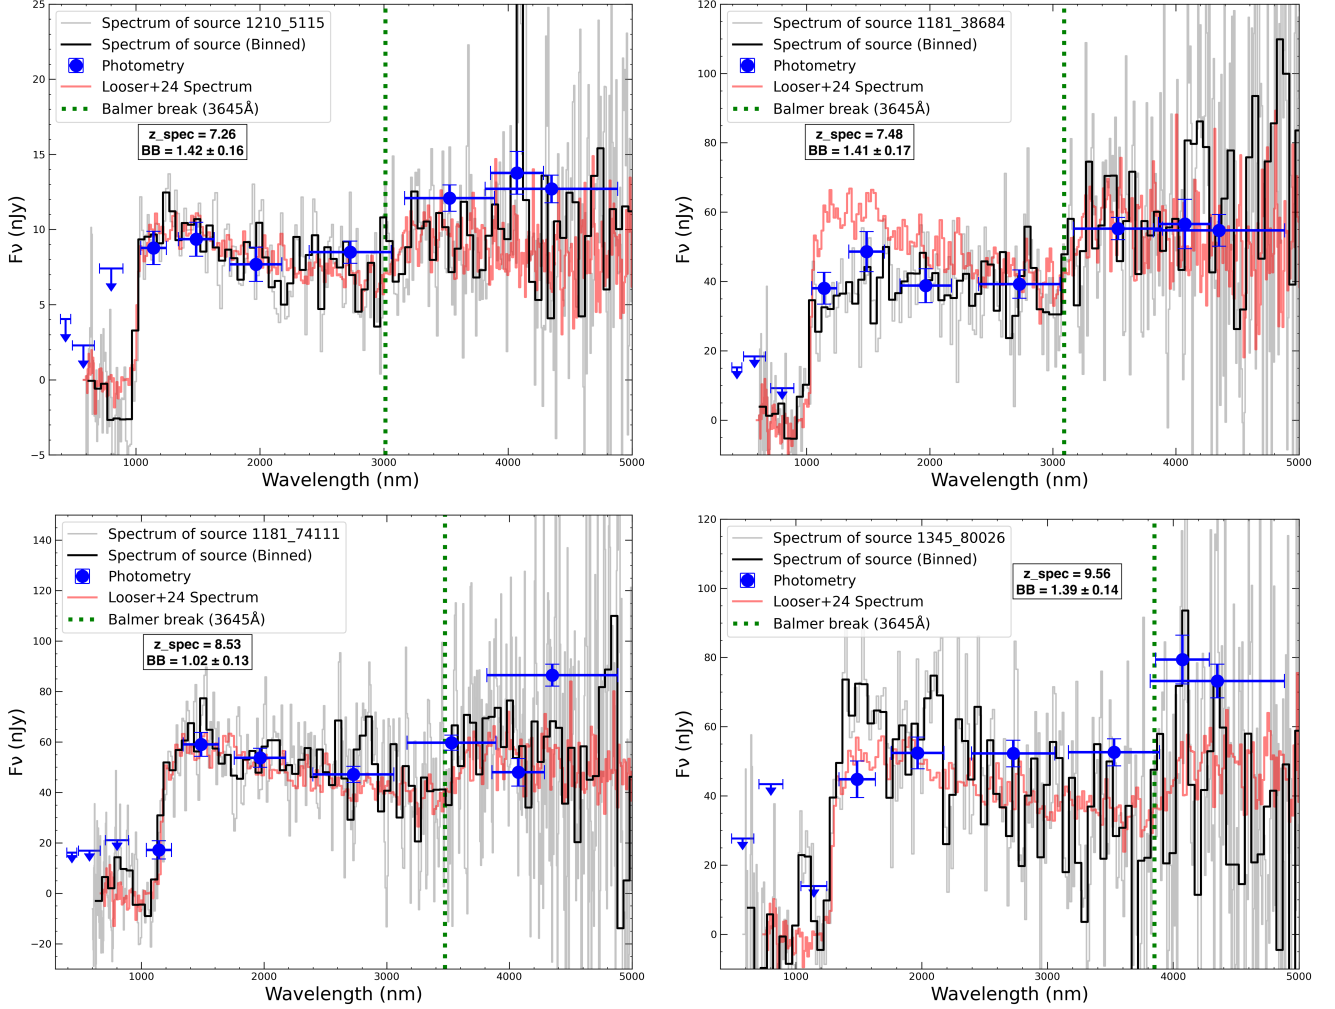 Spectrum of source 1210_5115
Spectrum of source (Binned)
Photometry
Looser+24 Spectrum
Balmer break (3645Å)
z_spec = 7.26
BB = 1.42 ± 0.16
25
20
15
10
5
0
−5
Fν (nJy)
1000 2000 3000 4000 5000
Wavelength (nm)
Spectrum of source 1181_38684
Spectrum of source (Binned)
Photometry
Looser+24 Spectrum
Balmer break (3645Å)
z_spec = 7.48
BB = 1.41 ± 0.17
120
100
80
60
40
20
0
Fν (nJy)
1000 2000 3000 4000 5000
Wavelength (nm)
Spectrum of source 1181_74111
Spectrum of source (Binned)
Photometry
Looser+24 Spectrum
Balmer break (3645Å)
z_spec = 8.53
BB = 1.02 ± 0.13
140
120
100
80
60
40
20
0
−20
Fν (nJy)
1000 2000 3000 4000 5000
Wavelength (nm)
Spectrum of source 1345_80026
Spectrum of source (Binned)
Photometry
Looser+24 Spectrum
Balmer break (3645Å)
z_spec = 9.56
BB = 1.39 ± 0.14
120
100
80
60
40
20
0
Fν (nJy)
1000 2000 3000 4000 5000
Wavelength (nm)